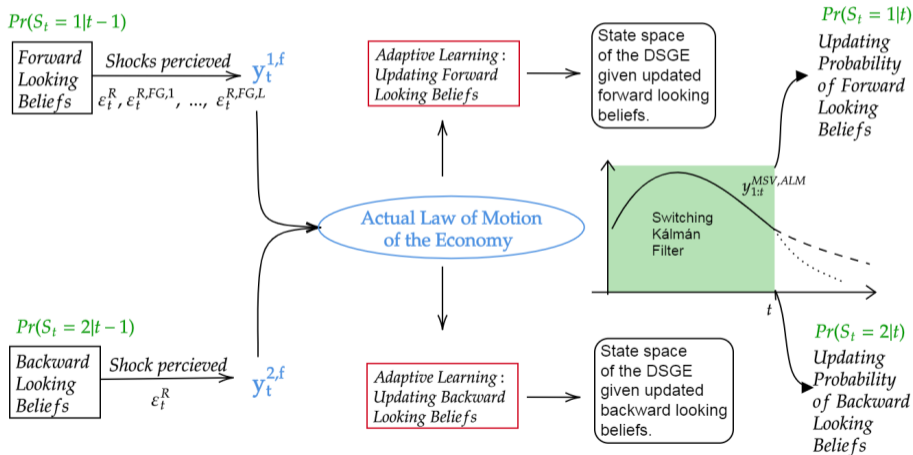 Pr(S_t = 1|t − 1)
Forward
Looking
Beliefs
Shocks percieved
ε_t^R, ε_t^{R,FG,1}, ..., ε_t^{R,FG,L}
y_t^{1,f}
Adaptive Learning :
Updating Forward
Looking Beliefs
State space
of the DSGE
given updated
forward looking
beliefs.
Pr(S_t = 1|t)
Updating
Probability
of Forward
Looking
Beliefs
Actual Law of Motion
of the Economy
y_{1:t}^{MSV,ALM}
Switching
Kálmán
Filter
t
Pr(S_t = 2|t − 1)
Backward
Looking
Beliefs
Shock percieved
ε_t^R
y_t^{2,f}
Adaptive Learning :
Updating Backward
Looking Beliefs
State space
of the DSGE
given updated
backward looking
beliefs.
Pr(S_t = 2|t)
Updating
Probability
of Backward
Looking
Beliefs